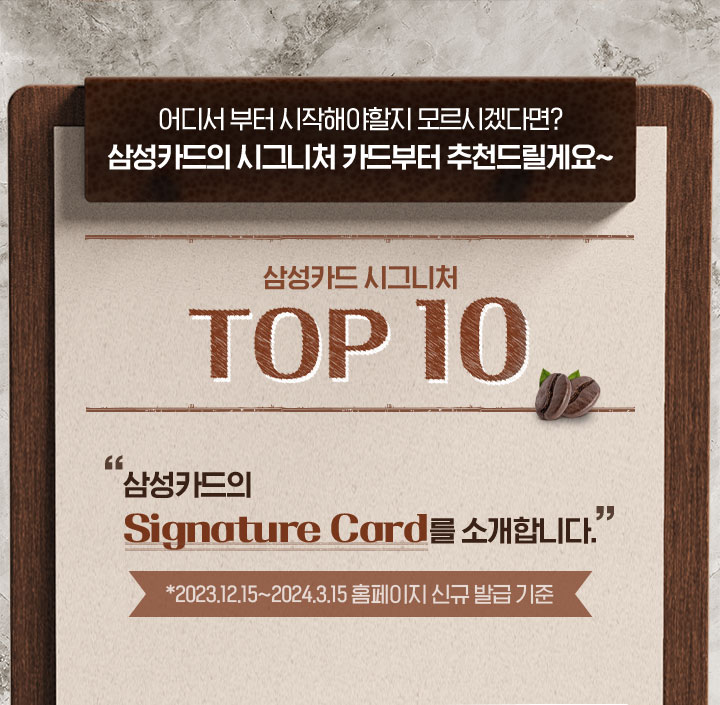 어디서 부터 시작해야할지 모르시겠다면?
삼성카드의 시그니처 카드부터 추천드릴게요~
삼성카드 시그니처
TOP 10
“삼성카드의
Signature Card를 소개합니다.”
*2023.12.15~2024.3.15 홈페이지 신규 발급 기준